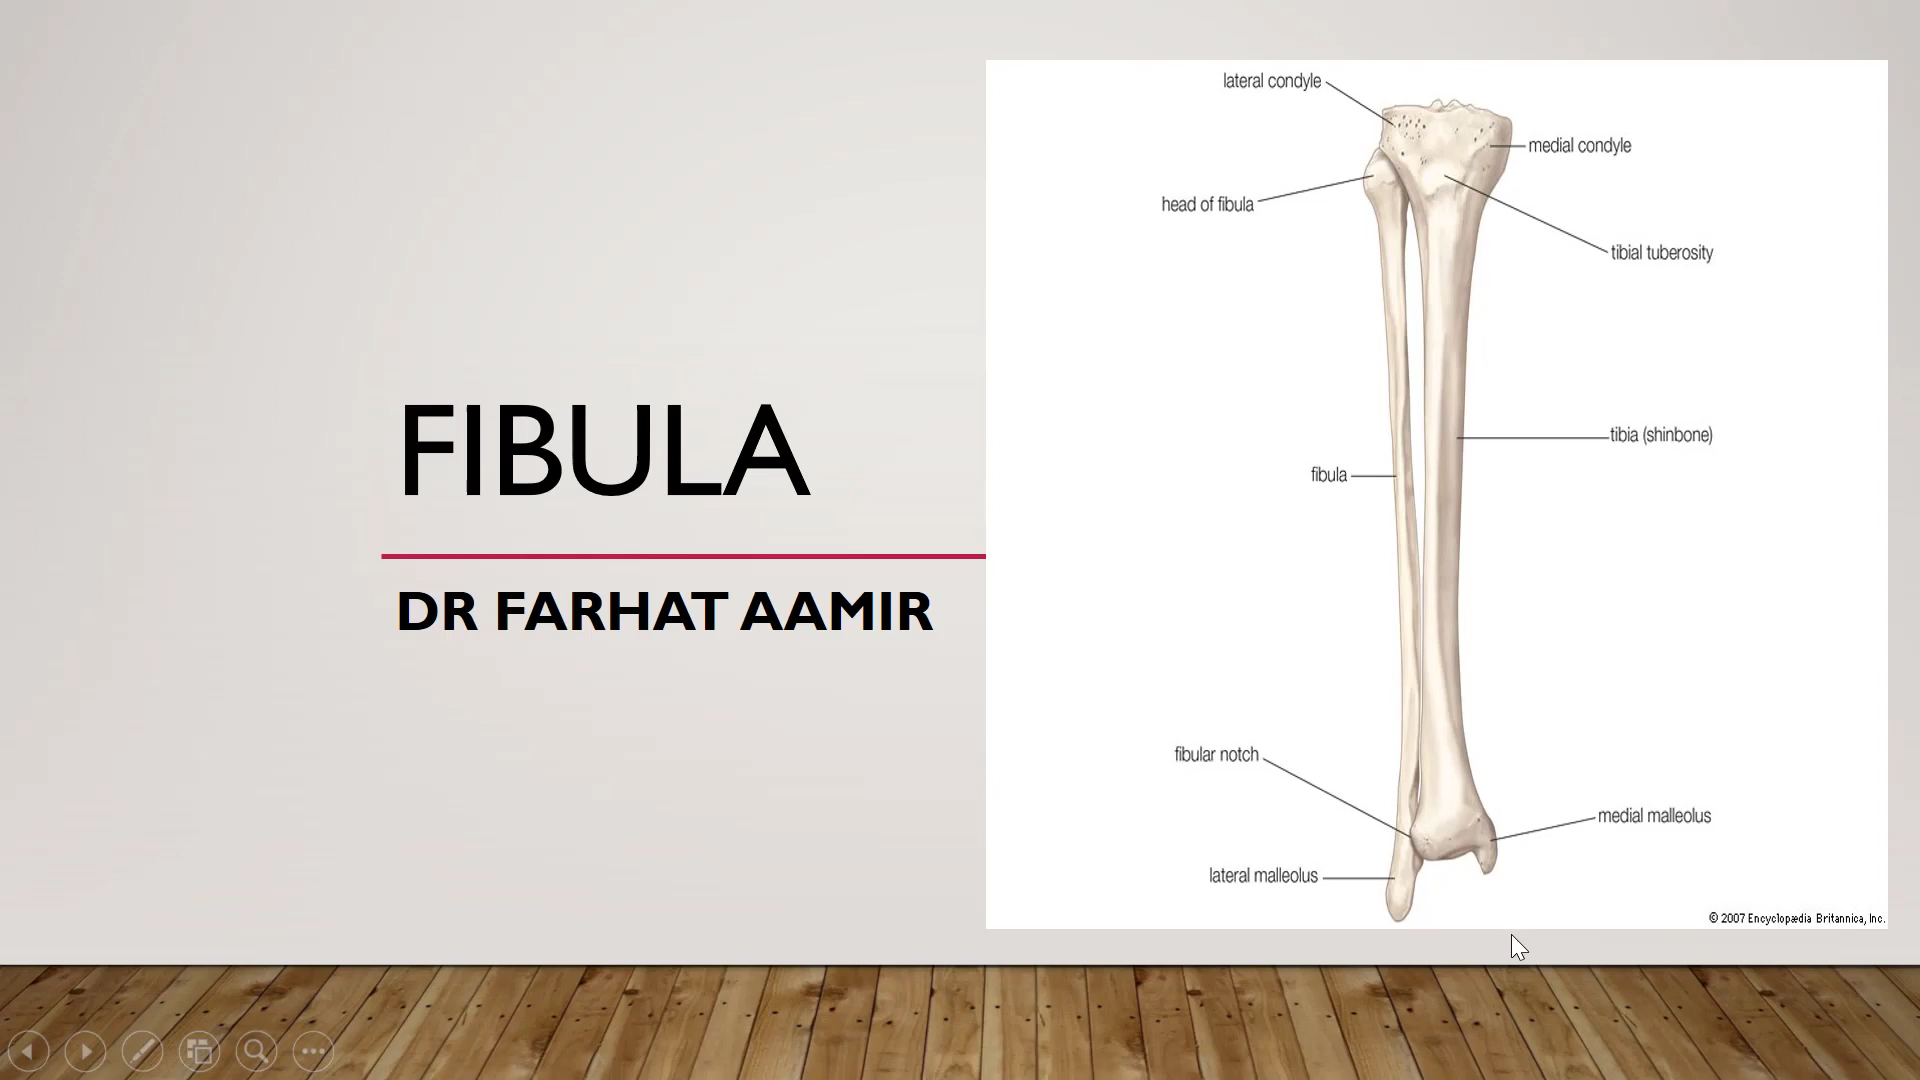 FIBULA
DR FARHAT AAMIR
lateral condyle
medial condyle
head of fibula
tibial tuberosity
tibia (shinbone)
fibula
fibular notch
medial malleolus
lateral malleolus
© 2007 Encyclopædia Britannica, Inc.